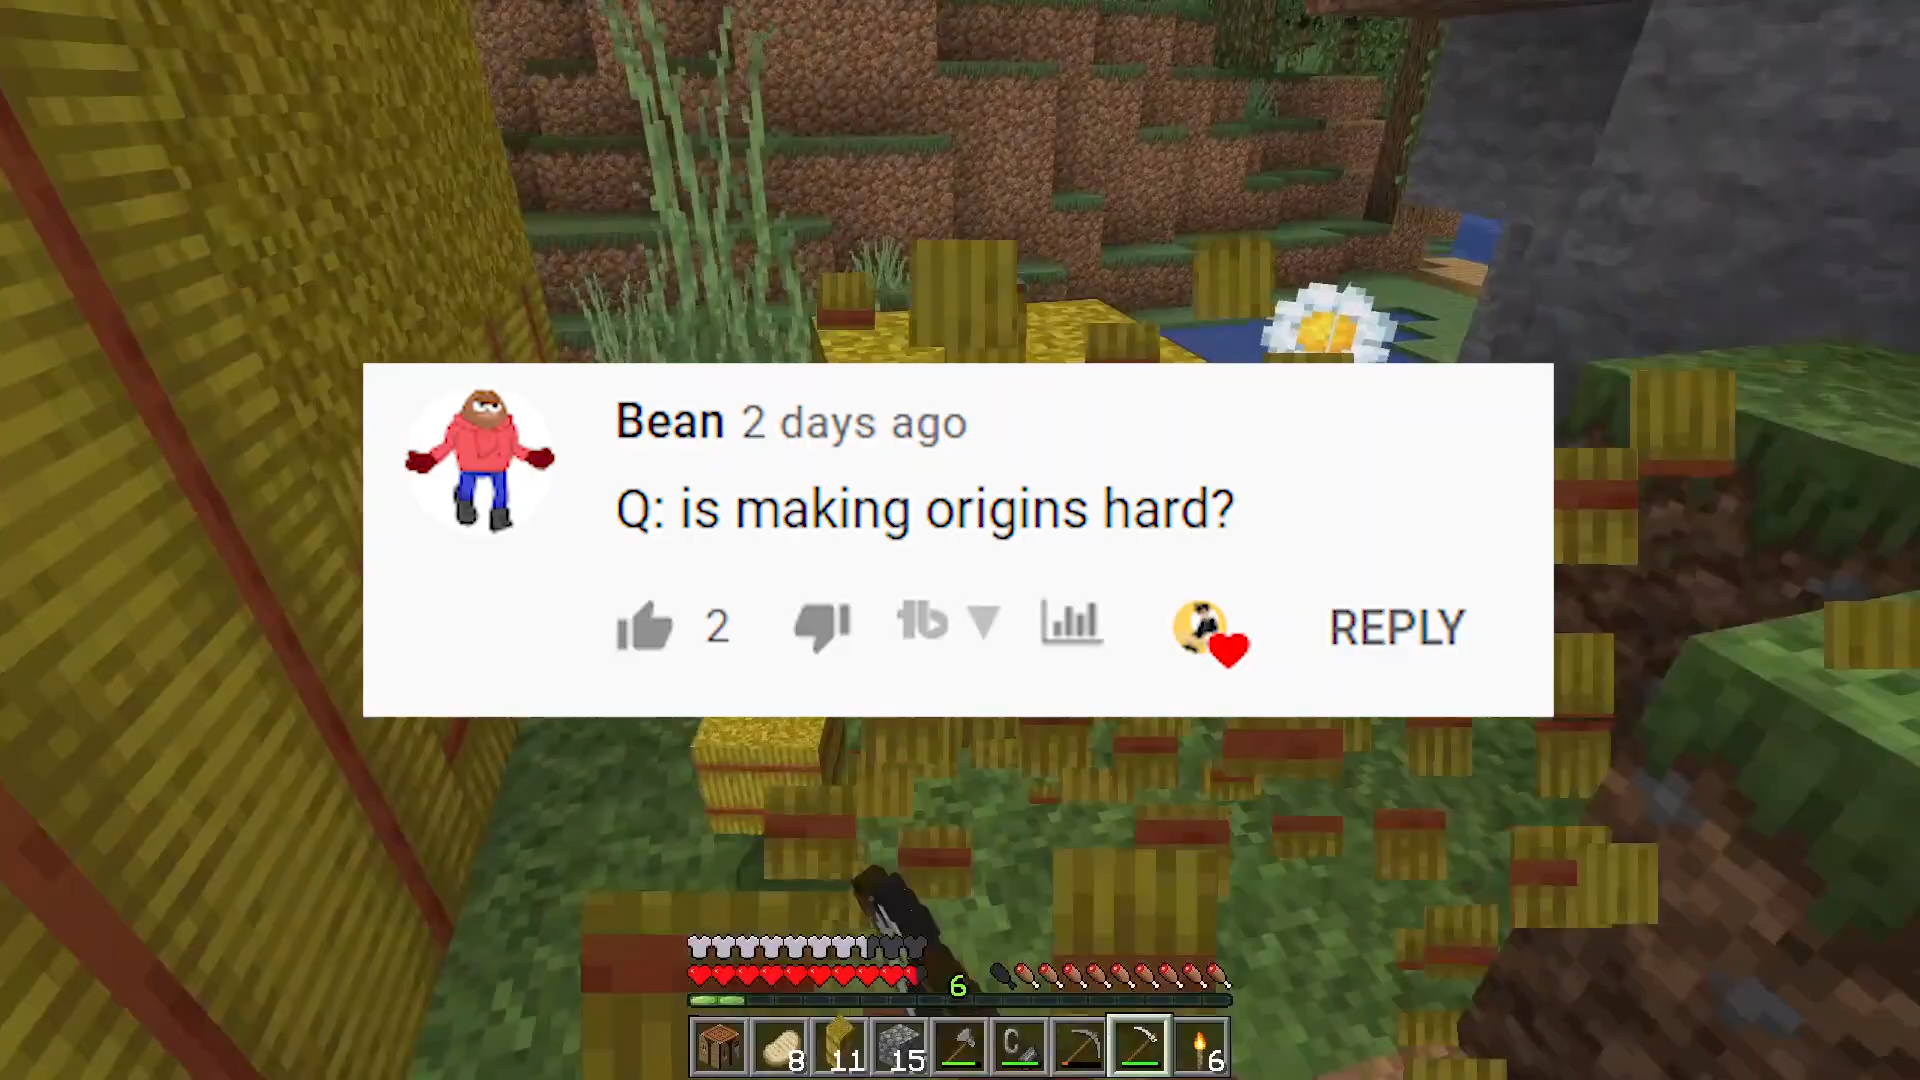 Bean 2 days ago
Q: is making origins hard?
2
REPLY
6
8 11 15 6